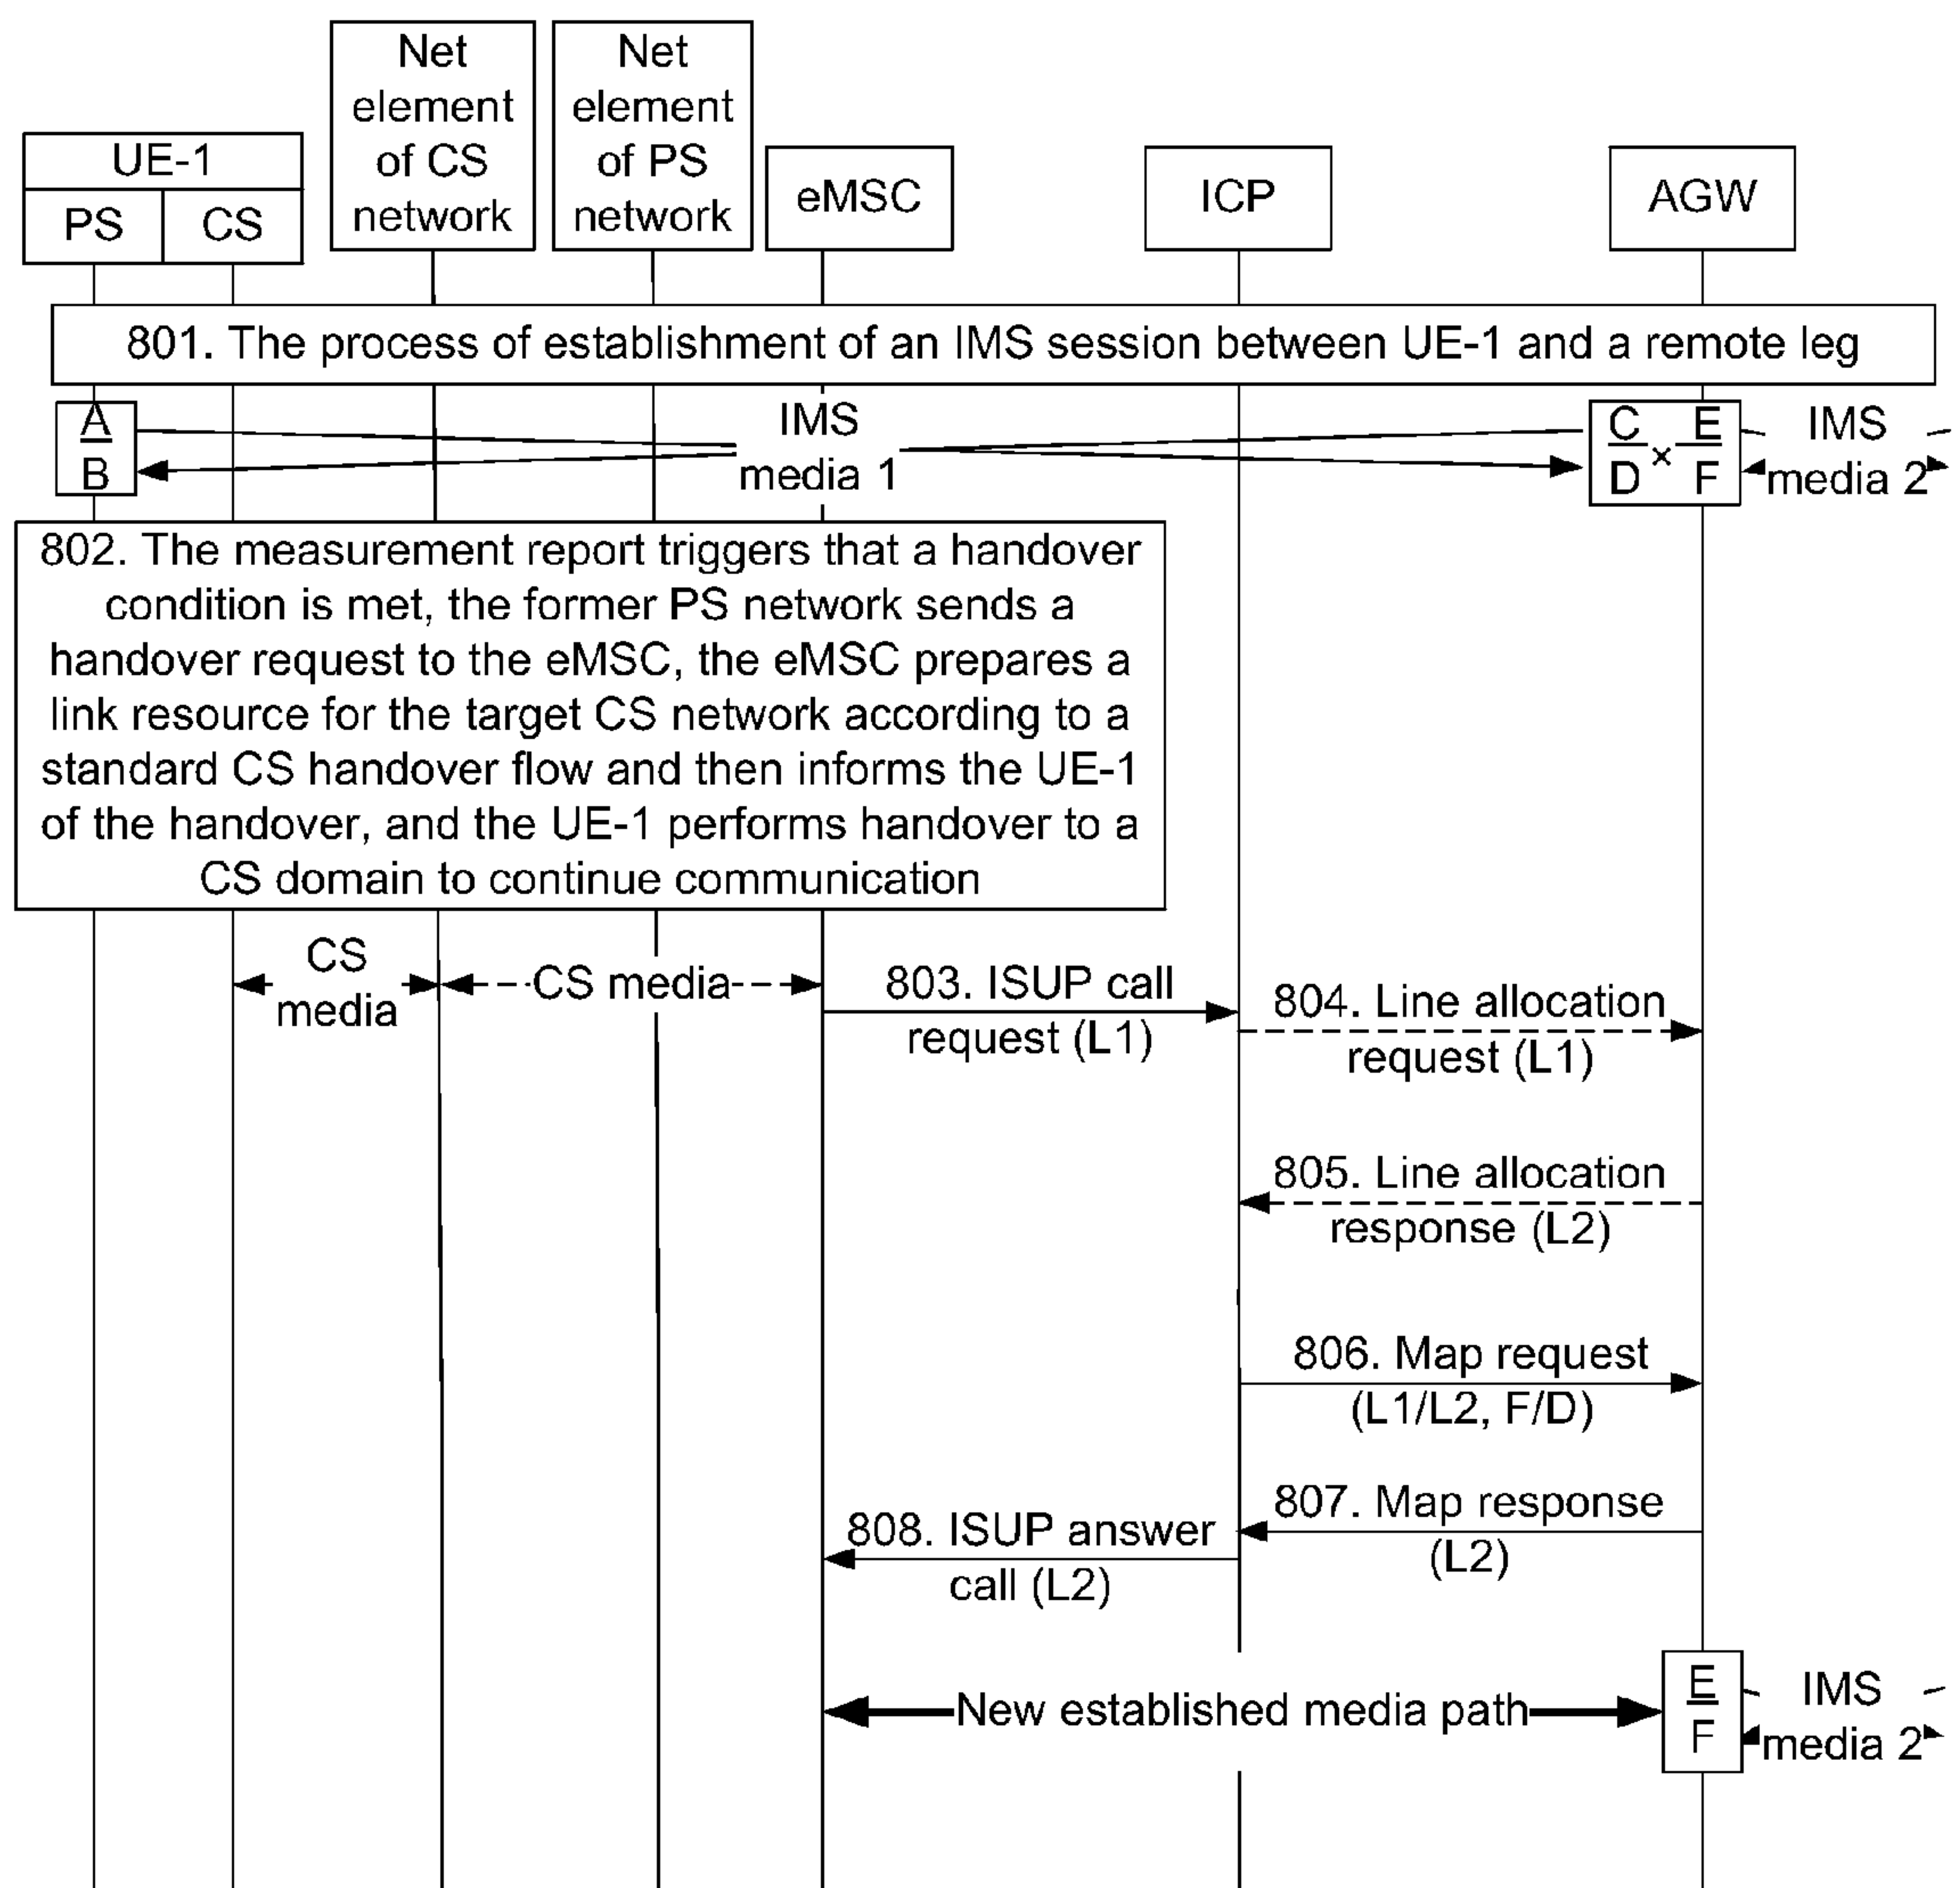 UE-1
PS
CS
Net
element
of CS
network
Net
element
of PS
network
eMSC
ICP
AGW
801. The process of establishment of an IMS session between UE-1 and a remote leg
A
B
IMS
media 1
C
D
×
E
F
IMS
media 2
802. The measurement report triggers that a handover
condition is met, the former PS network sends a
handover request to the eMSC, the eMSC prepares a
link resource for the target CS network according to a
standard CS handover flow and then informs the UE-1
of the handover, and the UE-1 performs handover to a
CS domain to continue communication
CS
media
CS media
803. ISUP call
request (L1)
804. Line allocation
request (L1)
805. Line allocation
response (L2)
806. Map request
(L1/L2, F/D)
807. Map response
(L2)
808. ISUP answer
call (L2)
New established media path
E
F
IMS
media 2